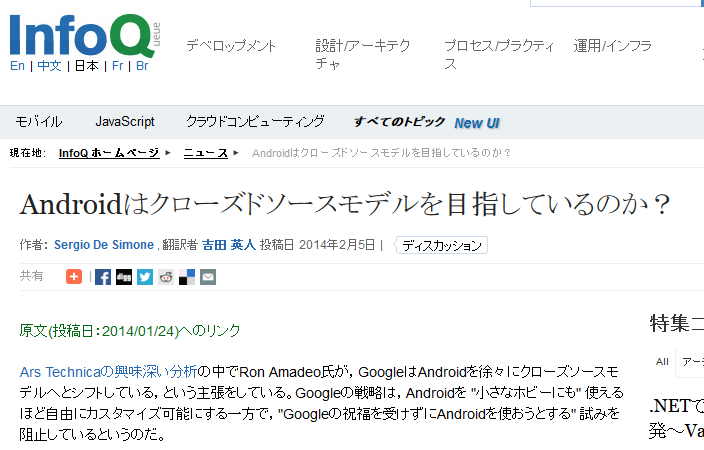 InfoQ
ueue
En | 中文 | 日本 | Fr | Br
デベロップメント
設計/アーキテクチャ
プロセス/プラクティス
運用/インフラ
モバイル JavaScript クラウドコンピューティング すべてのトピック New UI
現在地: InfoQ ホームページ ▸ ニュース ▸ Androidはクローズドソースモデルを目指しているのか？
Androidはクローズドソースモデルを目指しているのか？
作者: Sergio De Simone , 翻訳者 吉田 英人 投稿日 2014年2月5日 | ディスカッション
共有
digg
原文(投稿日：2014/01/24)へのリンク
Ars Technicaの興味深い分析の中でRon Amadeo氏が，GoogleはAndroidを徐々にクローズソースモ
デルへとシフトしている，という主張をしている。Googleの戦略は，Androidを "小さなホビーにも" 使える
ほど自由にカスタマイズ可能にする一方で，"Googleの祝福を受けずにAndroidを使おうとする" 試みを
阻止しているというのだ。
特集コ
All アー
.NETで
発～Va